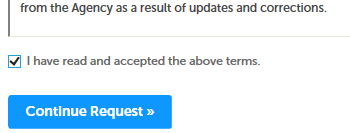 from the Agency as a result of updates and corrections.
I have read and accepted the above terms.
Continue Request »